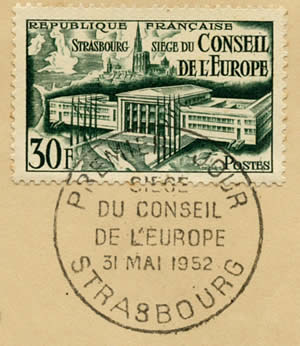 REPUBLIQUE FRANÇAISE
STRASBOURG SIEGE DU CONSEIL
DE L'EUROPE
30F
POSTES
PREMIER JOUR
SIEGE
DU CONSEIL
DE L'EUROPE
31 MAI 1952
STRASBOURG